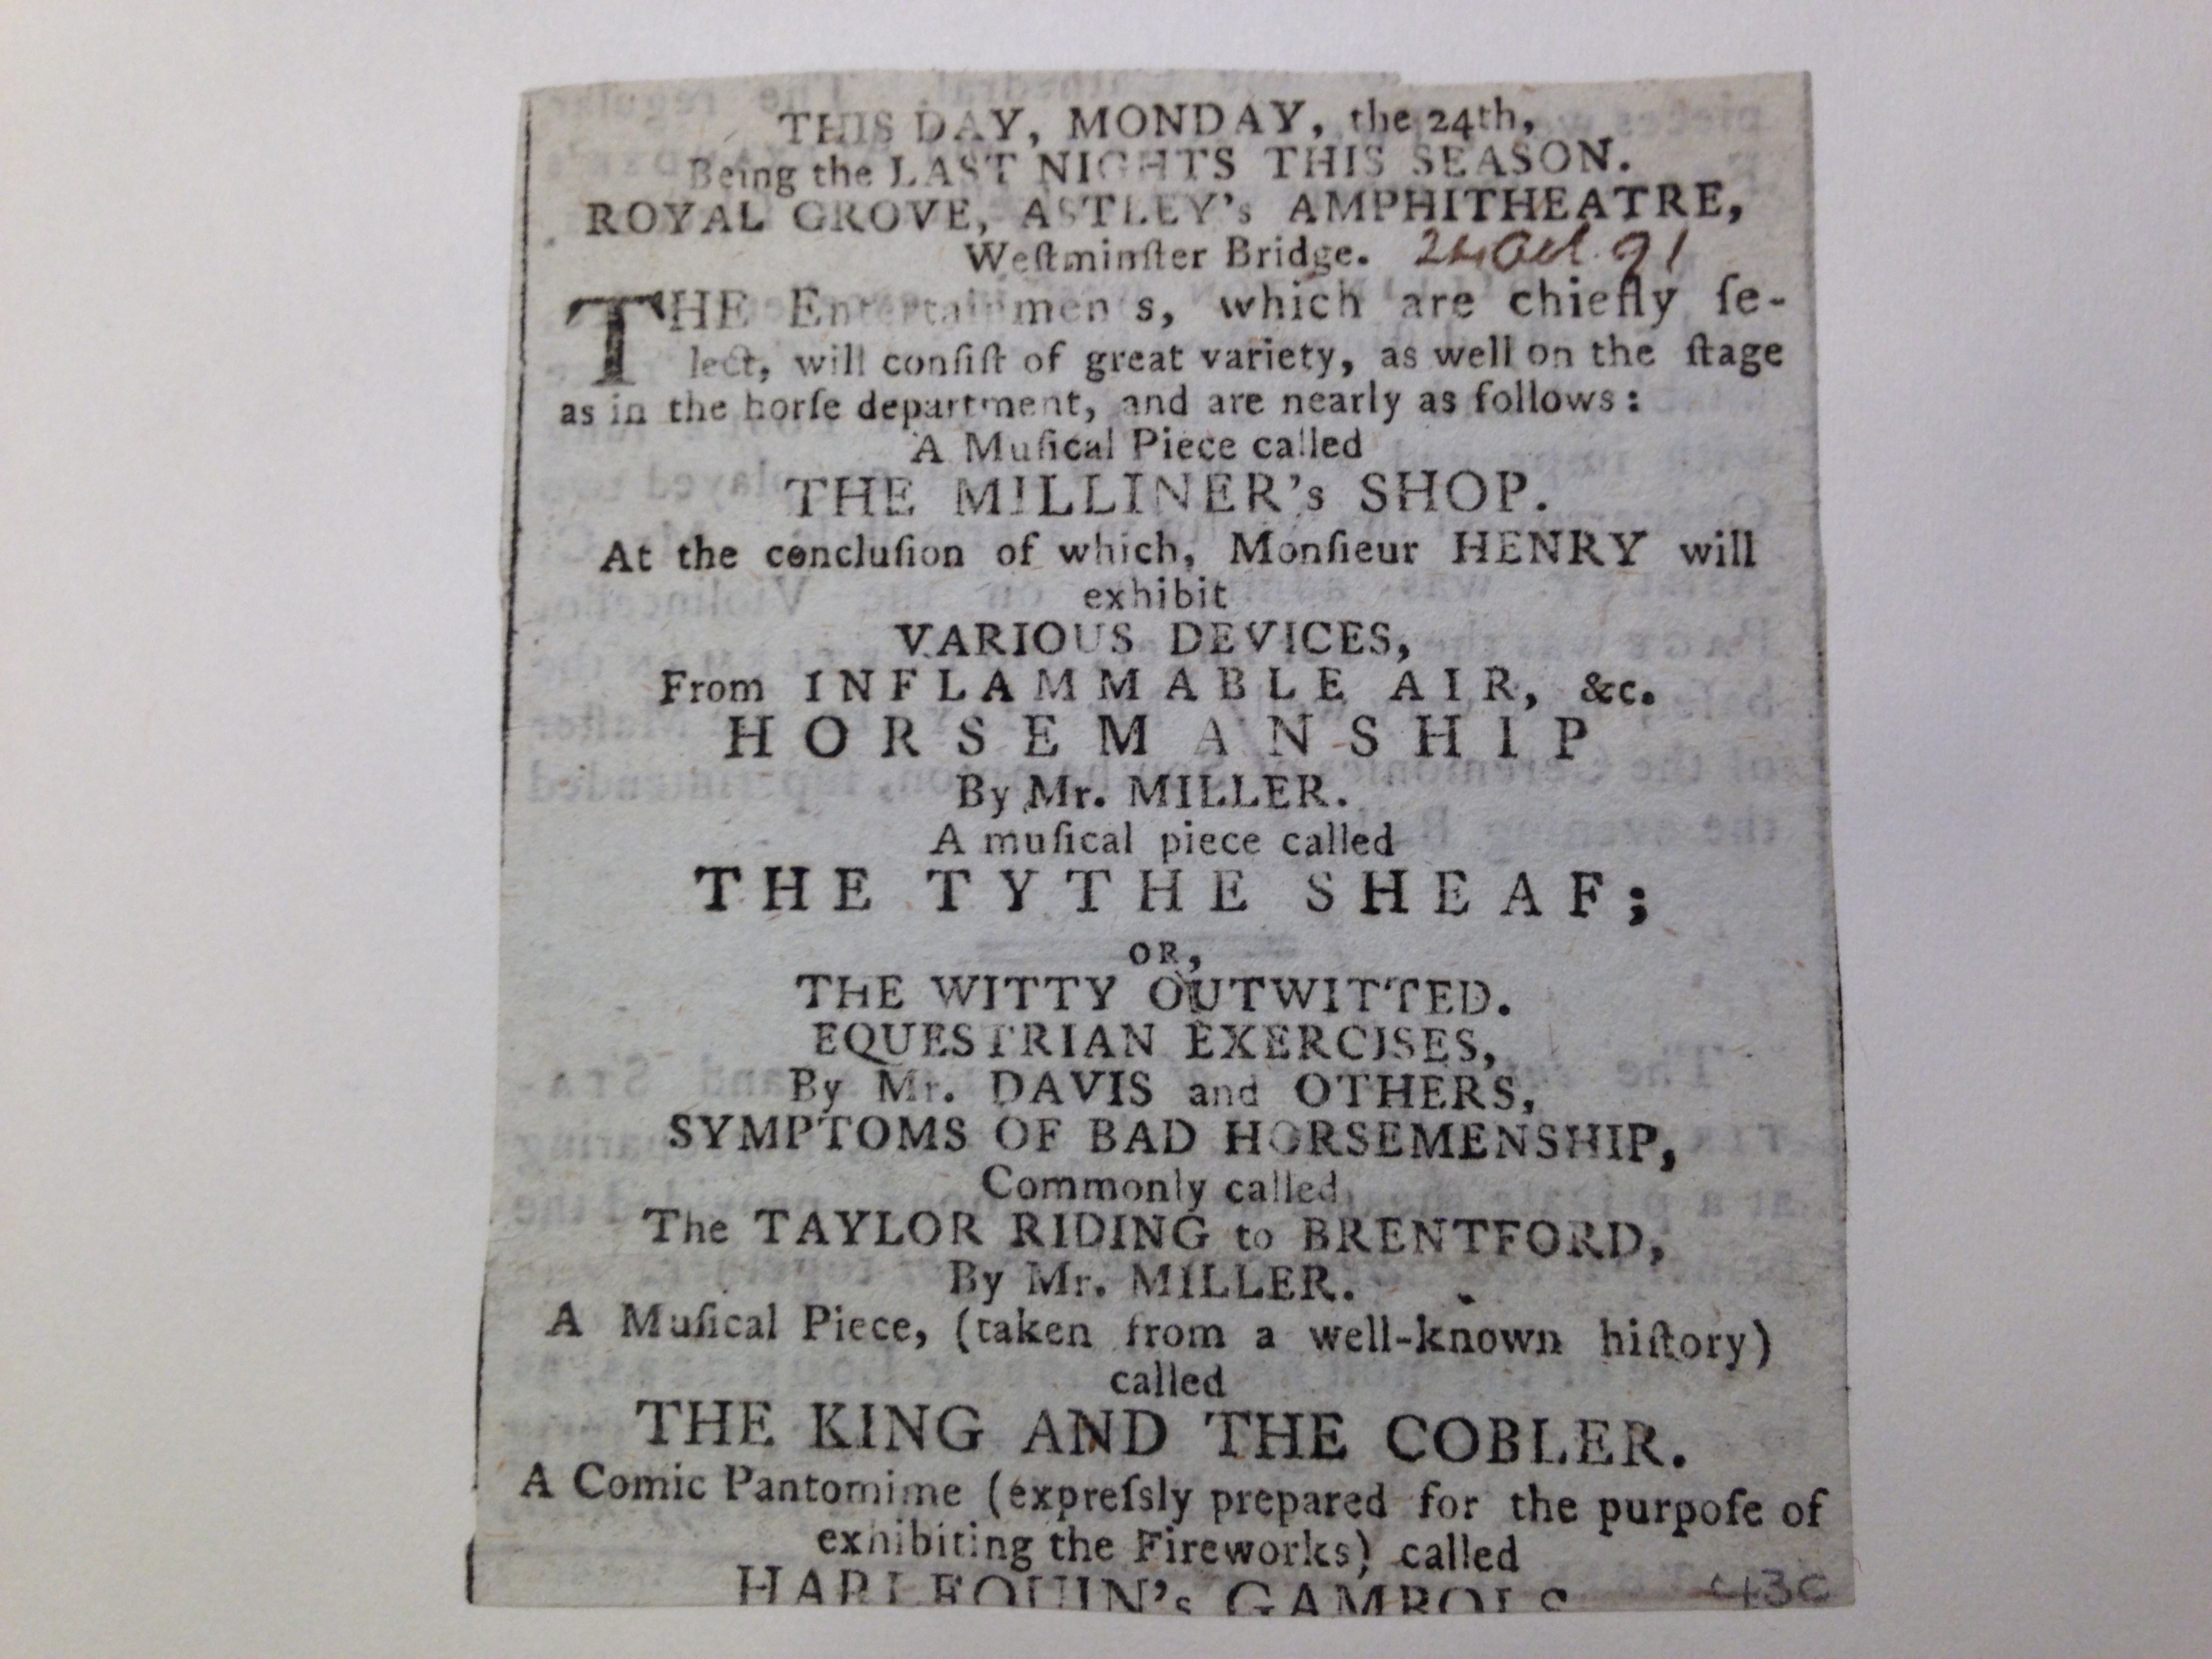 THIS DAY, MONDAY, the 24th,
Being the LAST NIGHTS THIS SEASON.
ROYAL GROVE, ASTLEY's AMPHITHEATRE,
Weſtminſter Bridge. 24 Oct. 91
THE Entertainments, which are chiefly ſe-
lect, will conſiſt of great variety, as well on the ſtage
as in the horſe department, and are nearly as follows:
A Muſical Piece called
THE MILLINER's SHOP.
At the concluſion of which, Monſieur HENRY will
exhibit
VARIOUS DEVICES,
From INFLAMMABLE AIR, &c.
HORSEMANSHIP
By Mr. MILLER.
A muſical piece called
THE TYTHE SHEAF;
OR,
THE WITTY OUTWITTED.
EQUESTRIAN EXERCISES,
By Mr. DAVIS and OTHERS,
SYMPTOMS OF BAD HORSEMENSHIP,
Commonly called
The TAYLOR RIDING to BRENTFORD,
By Mr. MILLER.
A Muſical Piece, (taken from a well-known hiſtory)
called
THE KING AND THE COBLER.
A Comic Pantomime (expreſsly prepared for the purpoſe of
exhibiting the Fireworks) called
HARLEQUIN's GAMBOLS